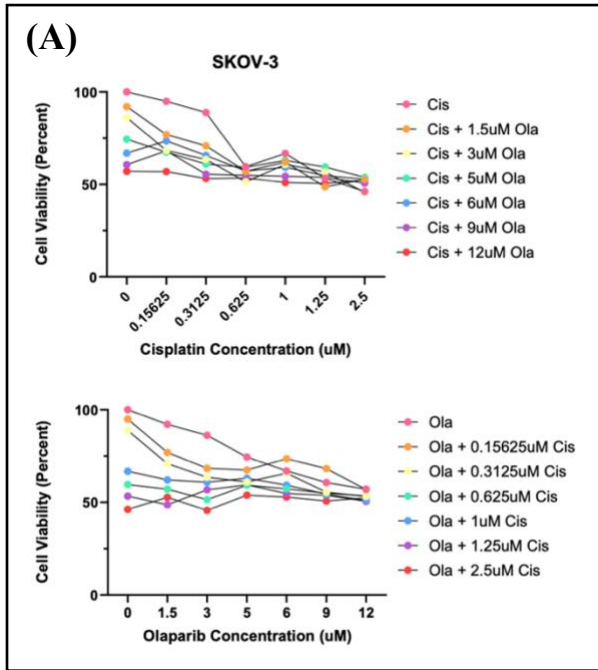 (A)
SKOV-3
Cell Viability (Percent)
100
50
0
0
0.15625
0.3125
0.625
1
1.25
2.5
Cisplatin Concentration (uM)
Cis
Cis + 1.5uM Ola
Cis + 3uM Ola
Cis + 5uM Ola
Cis + 6uM Ola
Cis + 9uM Ola
Cis + 12uM Ola
Cell Viability (Percent)
100
50
0
0 1.5 3 5 6 9 12
Olaparib Concentration (uM)
Ola
Ola + 0.15625uM Cis
Ola + 0.3125uM Cis
Ola + 0.625uM Cis
Ola + 1uM Cis
Ola + 1.25uM Cis
Ola + 2.5uM Cis